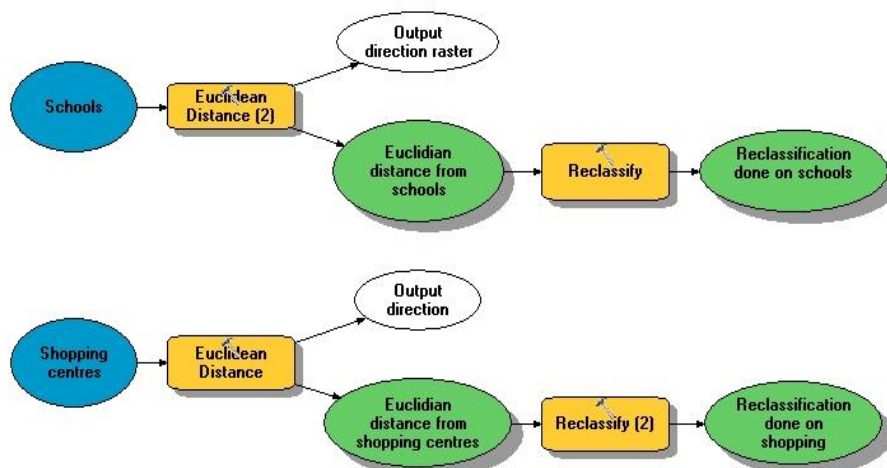 Output
direction raster
Schools
Euclidean
Distance (2)
Euclidian
distance from
schools
Reclassify
Reclassification
done on schools
Output
direction
Shopping
centres
Euclidean
Distance
Euclidian
distance from
shopping centres
Reclassify (2)
Reclassification
done on
shopping